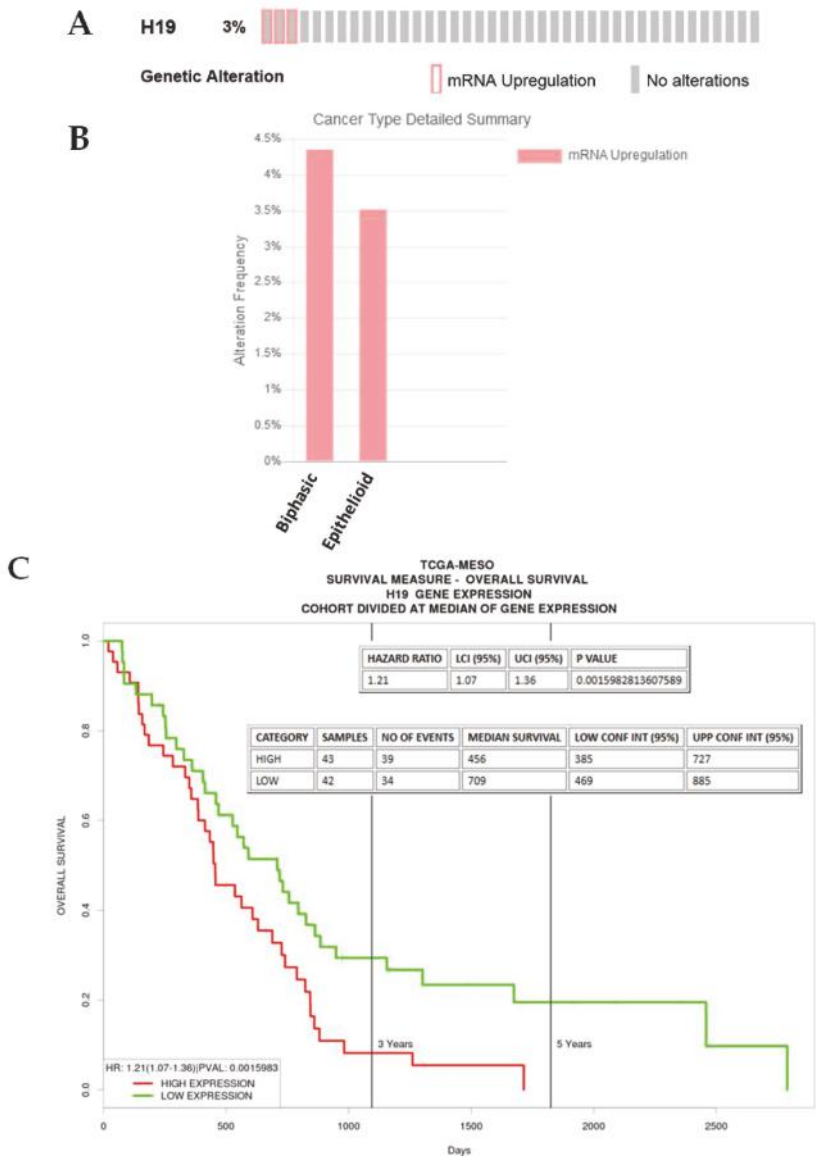 A
H19 3%
Genetic Alteration mRNA Upregulation No alterations
B
Cancer Type Detailed Summary
4.5%
4%
3.5%
3%
2.5%
2%
1.5%
1%
0.5%
0%
Alteration Frequency
mRNA Upregulation
Biphasic
Epithelioid
C
TCGA-MESO
SURVIVAL MEASURE - OVERALL SURVIVAL
H19 GENE EXPRESSION
COHORT DIVIDED AT MEDIAN OF GENE EXPRESSION
HAZARD RATIO LCI (95%) UCI (95%) P VALUE
1.21 1.07 1.36 0.0015982813607589
CATEGORY SAMPLES NO OF EVENTS MEDIAN SURVIVAL LOW CONF INT (95%) UPP CONF INT (95%)
HIGH 43 39 456 385 727
LOW 42 34 709 469 885
1.0
0.8
0.6
0.4
0.2
0.0
OVERALL SURVIVAL
3 Years
5 Years
HR: 1.21(1.07-1.36)|PVAL: 0.0015983
HIGH EXPRESSION
LOW EXPRESSION
0 500 1000 1500 2000 2500
Days